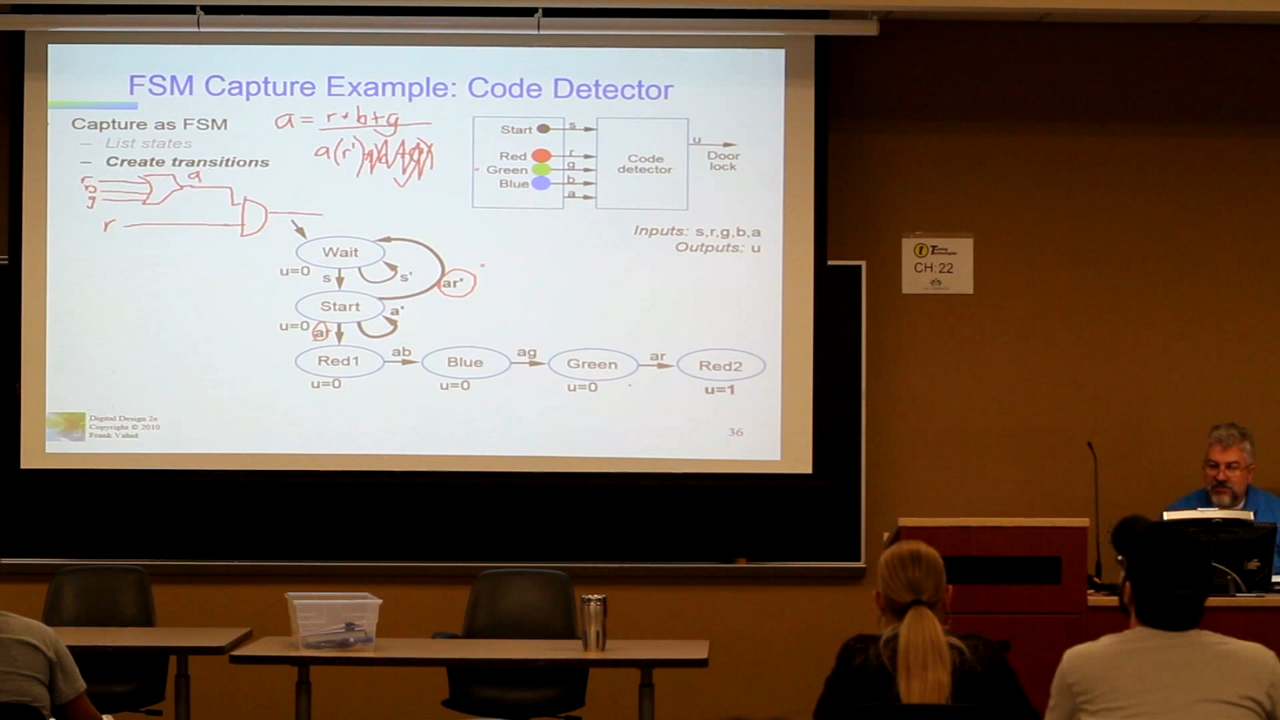 FSM Capture Example: Code Detector
Capture as FSM
– List states
– Create transitions
a = r+b+g
a(r')
r
b
g
a
r
Start
Red
Green
Blue
s
r
g
b
a
Code
detector
u
Door
lock
Inputs: s,r,g,b,a
Outputs: u
Wait
u=0
s
s'
ar'
Start
u=0
ar
a'
Red1
u=0
ab
Blue
u=0
ag
Green
u=0
ar
Red2
u=1
Digital Design 2e
Copyright © 2010
Frank Vahid
36
CH: 22